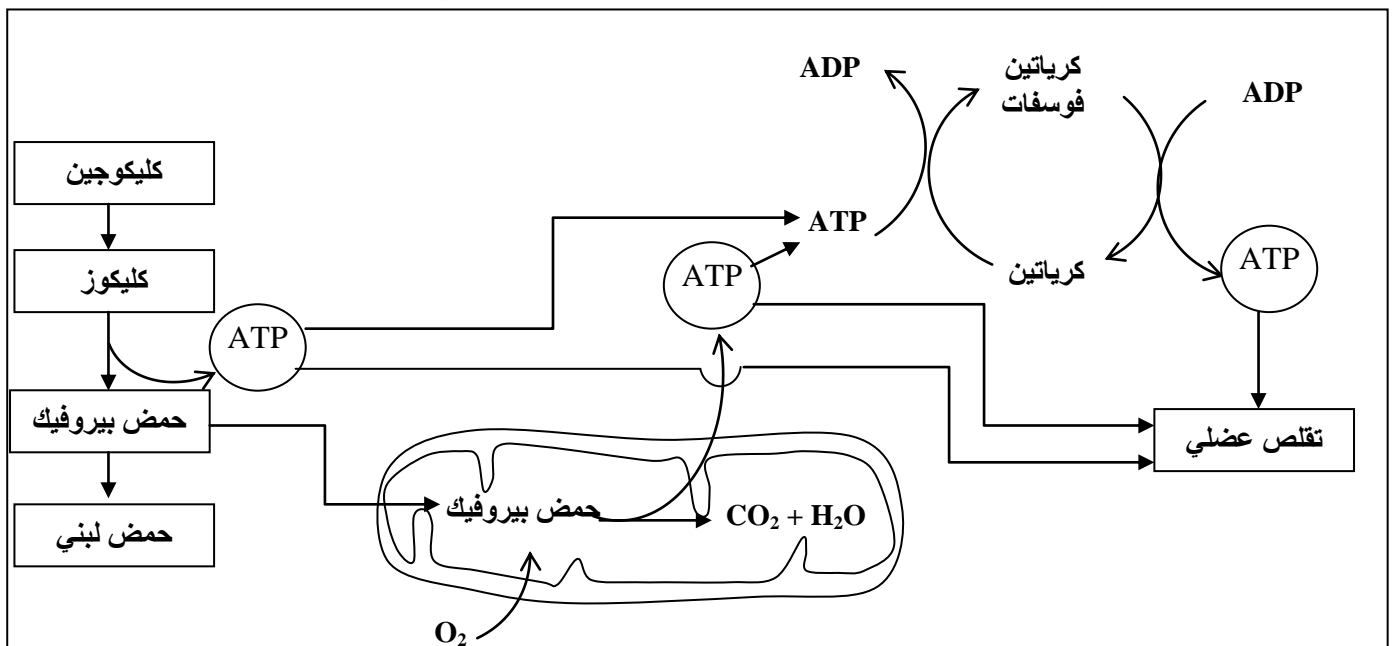 ADP
كرياتين
فوسفات
ADP
كليكوجين
ATP
كليكوز
ATP
كرياتين
ATP
ATP
حمض بيروفيك
تقلص عضلي
حمض بيروفيك
CO₂ + H₂O
حمض لبني
O₂